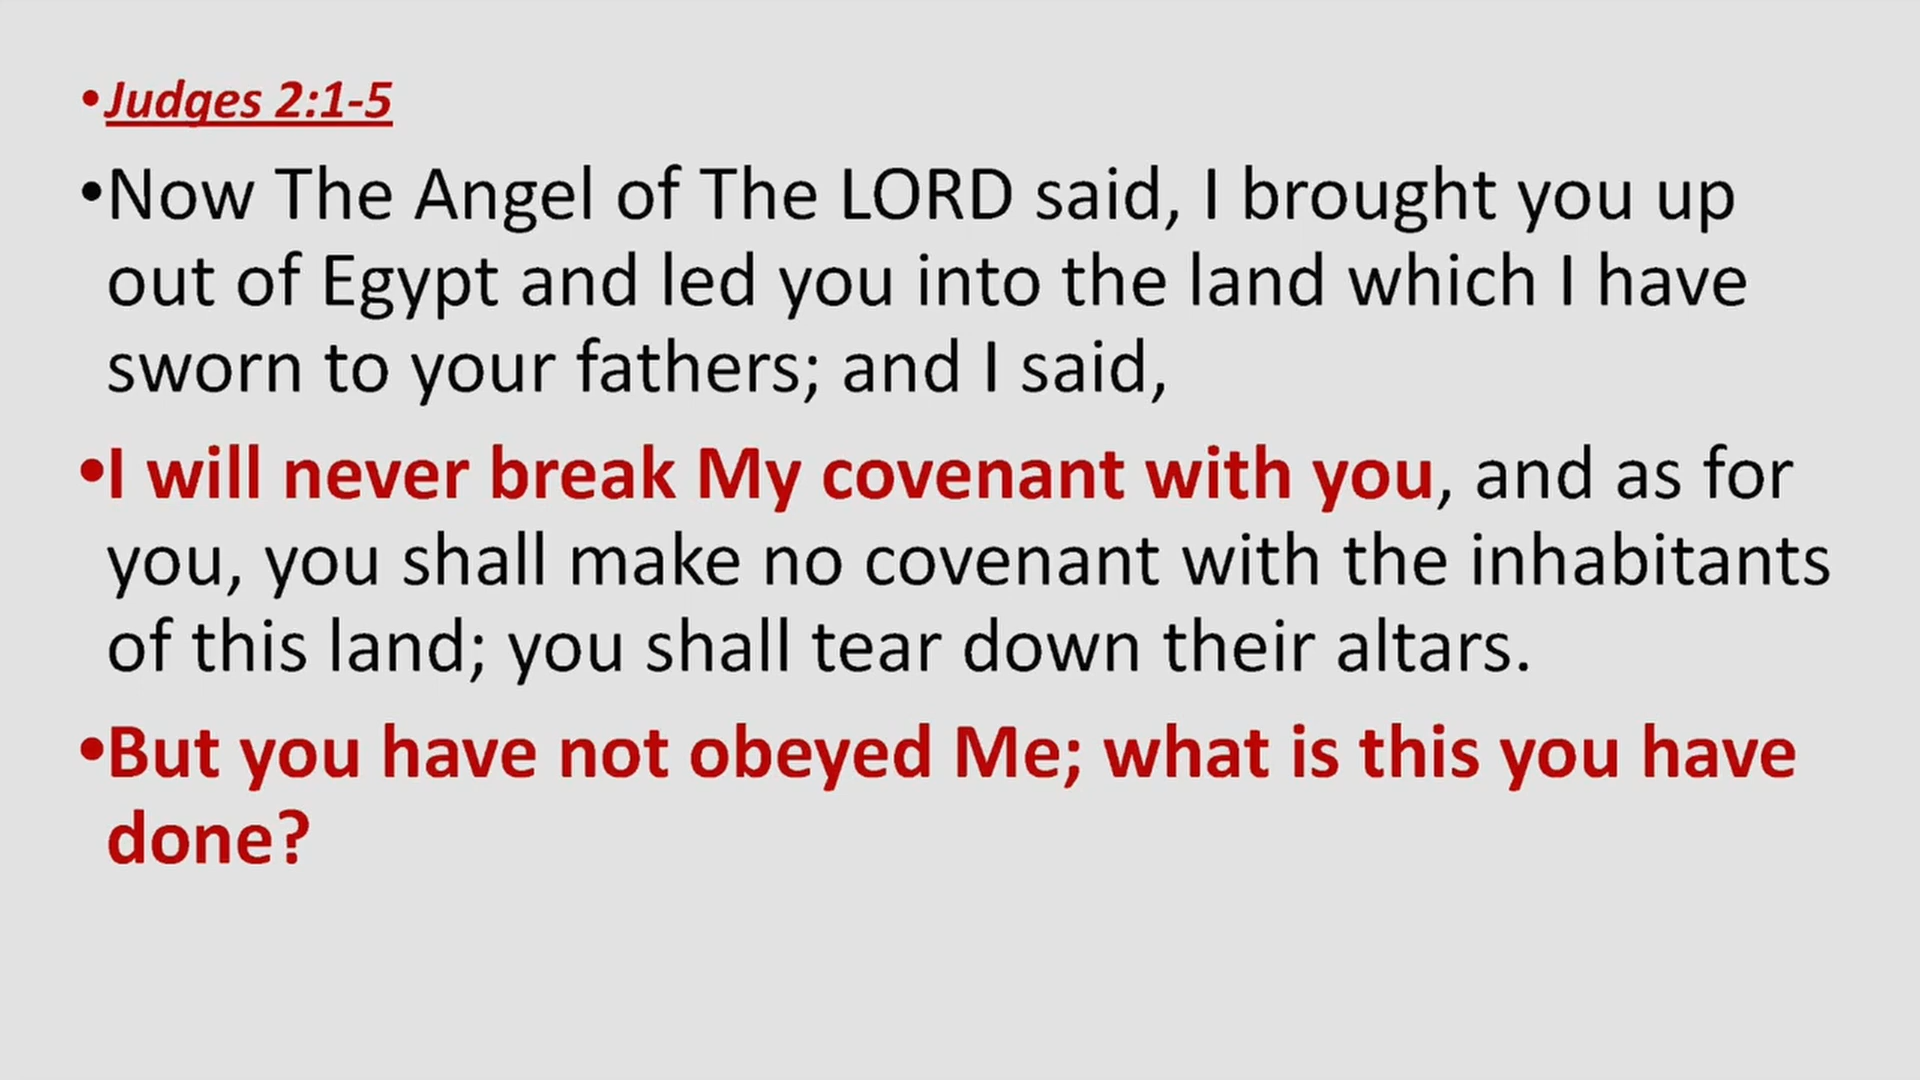 •Judges 2:1-5
•Now The Angel of The LORD said, I brought you up
out of Egypt and led you into the land which I have
sworn to your fathers; and I said,
•I will never break My covenant with you, and as for
you, you shall make no covenant with the inhabitants
of this land; you shall tear down their altars.
•But you have not obeyed Me; what is this you have
done?